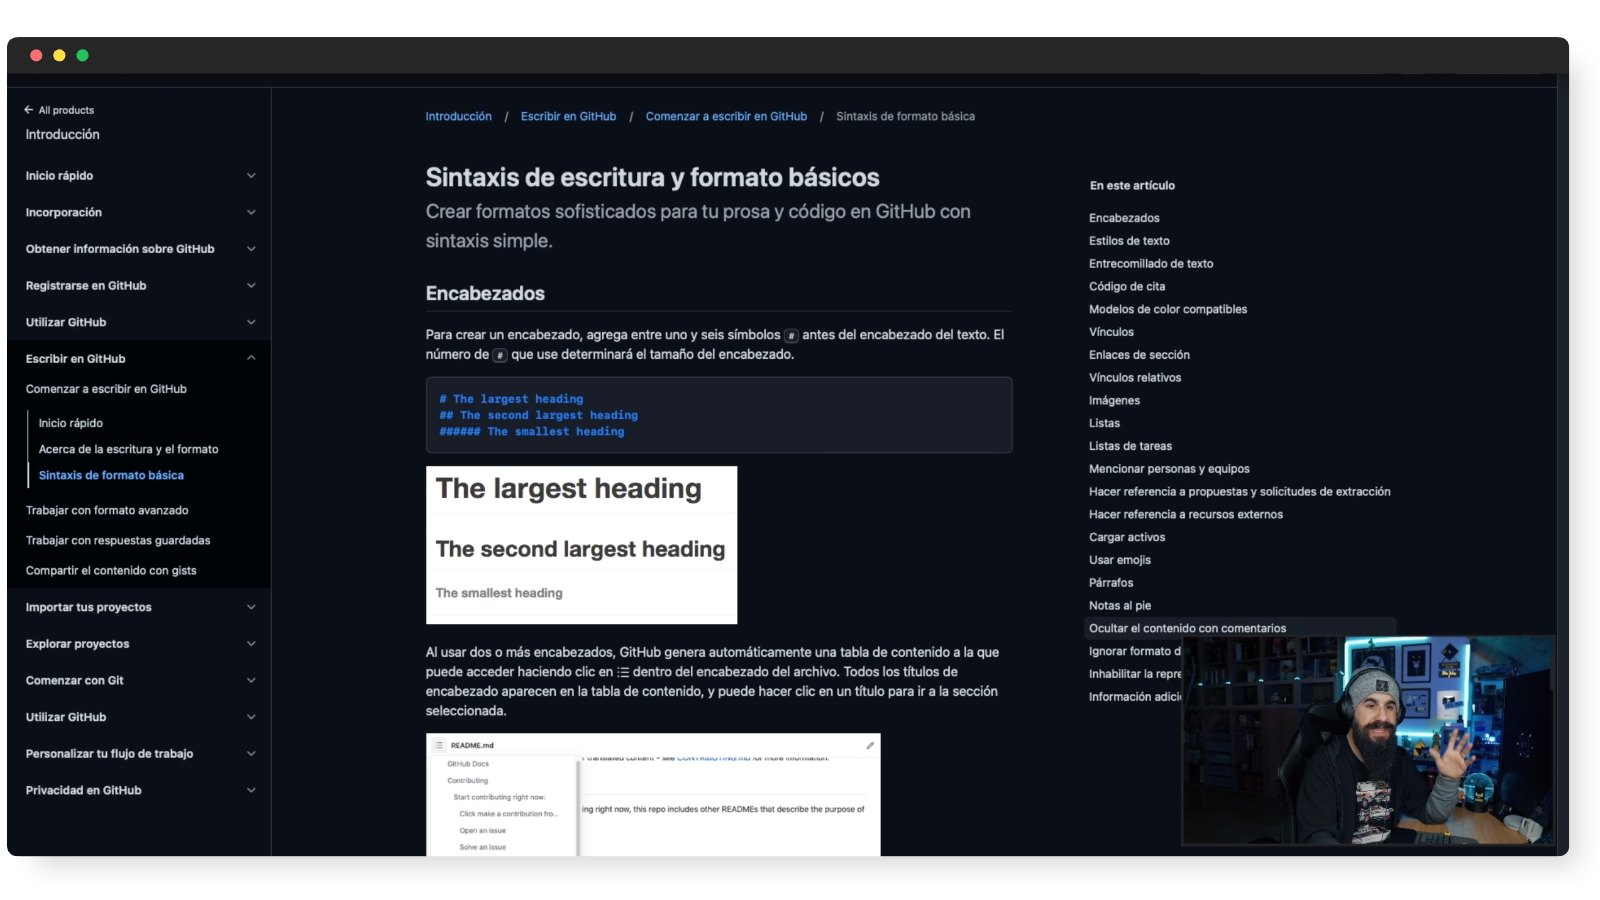 All products
Introducción
Inicio rápido
Incorporación
Obtener información sobre GitHub
Registrarse en GitHub
Utilizar GitHub
Escribir en GitHub
Comenzar a escribir en GitHub
Inicio rápido
Acerca de la escritura y el formato
Sintaxis de formato básica
Trabajar con formato avanzado
Trabajar con respuestas guardadas
Compartir el contenido con gists
Importar tus proyectos
Explorar proyectos
Comenzar con Git
Utilizar GitHub
Personalizar tu flujo de trabajo
Privacidad en GitHub
Introducción / Escribir en GitHub / Comenzar a escribir en GitHub / Sintaxis de formato básica
Sintaxis de escritura y formato básicos
Crear formatos sofisticados para tu prosa y código en GitHub con
sintaxis simple.
Encabezados
Para crear un encabezado, agrega entre uno y seis símbolos # antes del encabezado del texto. El
número de # que use determinará el tamaño del encabezado.
# The largest heading
## The second largest heading
###### The smallest heading
The largest heading
The second largest heading
The smallest heading
Al usar dos o más encabezados, GitHub genera automáticamente una tabla de contenido a la que
puede acceder haciendo clic en dentro del encabezado del archivo. Todos los títulos de
encabezado aparecen en la tabla de contenido, y puede hacer clic en un título para ir a la sección
seleccionada.
README.md
GitHub Docs
translated content - see CONTRIBUTING.md for more information.
Contributing
Start contributing right now:
ing right now, this repo includes other READMEs that describe the purpose of
Click make a contribution fro...
Open an issue
Solve an issue
En este artículo
Encabezados
Estilos de texto
Entrecomillado de texto
Código de cita
Modelos de color compatibles
Vínculos
Enlaces de sección
Vínculos relativos
Imágenes
Listas
Listas de tareas
Mencionar personas y equipos
Hacer referencia a propuestas y solicitudes de extracción
Hacer referencia a recursos externos
Cargar activos
Usar emojis
Párrafos
Notas al pie
Ocultar el contenido con comentarios
Ignorar formato d
Inhabilitar la repre
Información adici